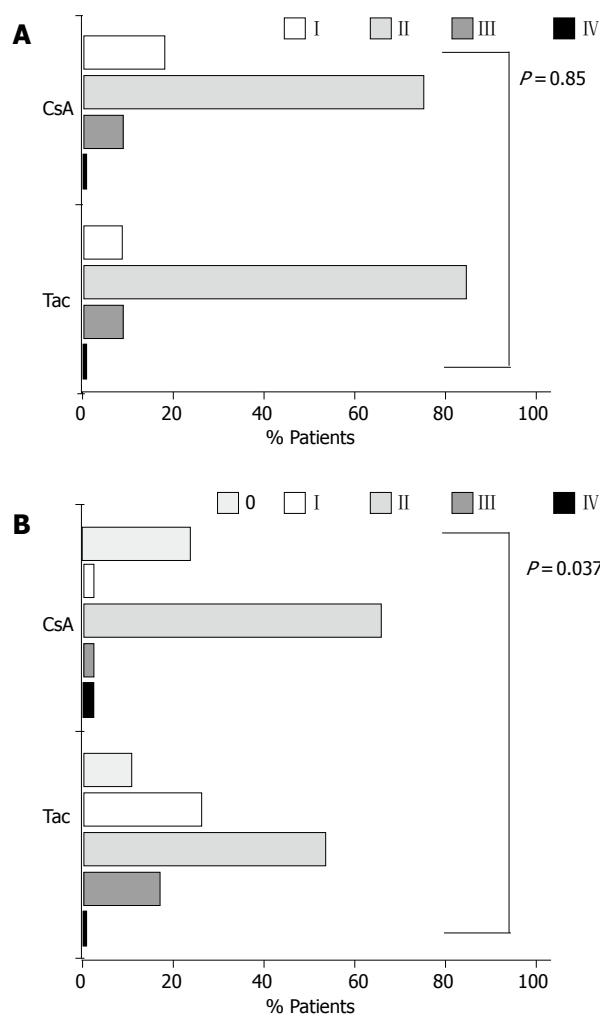 A
I II III IV
P = 0.85
CsA
Tac
0 20 40 60 80 100
% Patients
B
0 I II III IV
P = 0.037
CsA
Tac
0 20 40 60 80 100
% Patients